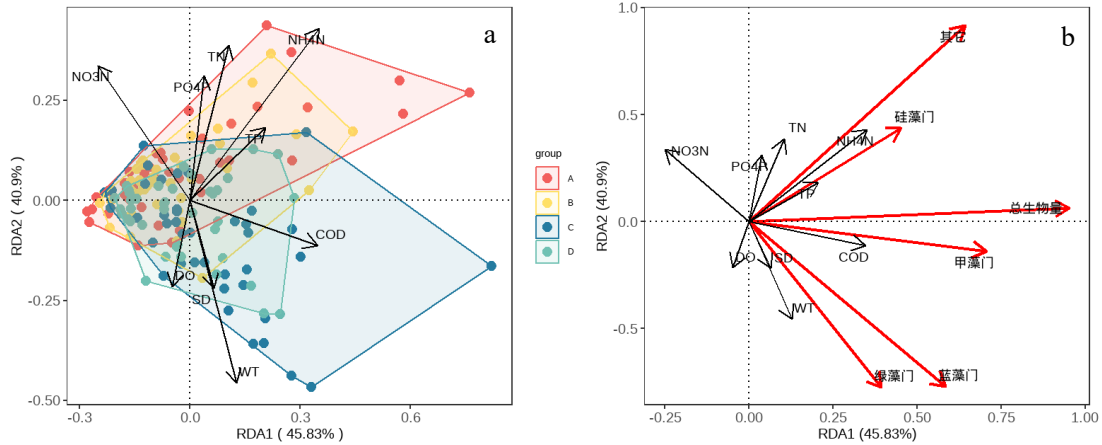 a
NH4N
TN
NO3N
PO4P
TP
COD
DO
SD
WT
0.25
0.00
-0.25
-0.50
RDA2 ( 40.9% )
-0.3
0.0
0.3
0.6
RDA1 ( 45.83% )
group
A
B
C
D
b
其它
硅藻门
TN
NH4N
NO3N
PO4P
TP
总生物量
COD
甲藻门
DO
SD
WT
绿藻门
蓝藻门
1.0
0.5
0.0
-0.5
RDA2 (40.9%)
-0.25
0.00
0.25
0.50
0.75
1.00
RDA1 (45.83%)